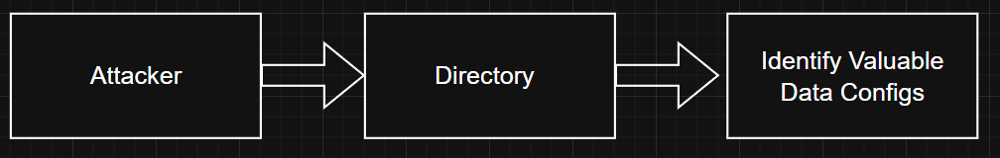 Attacker
Directory
Identify Valuable
Data Configs